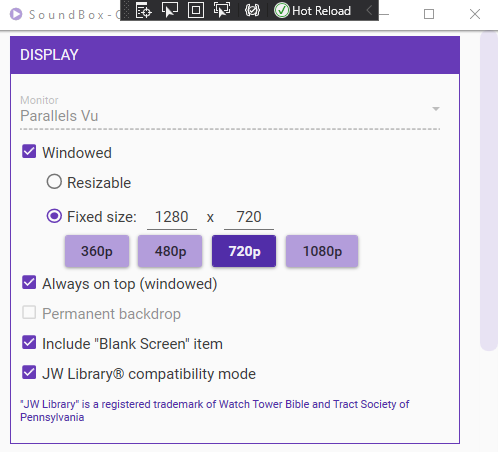 SoundBox-
Hot Reload
DISPLAY
Monitor
Parallels Vu
Windowed
Resizable
Fixed size: 1280 x 720
360p 480p 720p 1080p
Always on top (windowed)
Permanent backdrop
Include "Blank Screen" item
JW Library® compatibility mode
"JW Library" is a registered trademark of Watch Tower Bible and Tract Society of
Pennsylvania